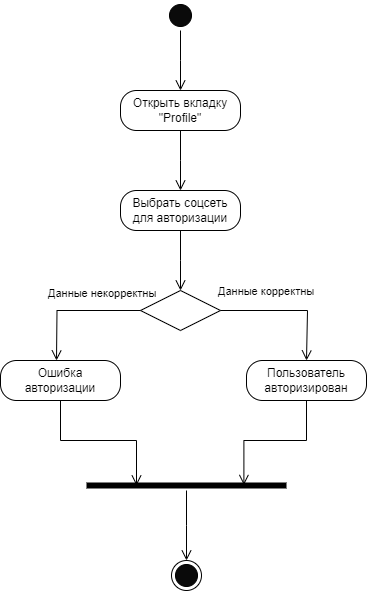 Открыть вкладку
"Profile"
Выбрать соцсеть
для авторизации
Данные некорректны
Данные корректны
Ошибка
авторизации
Пользователь
авторизирован